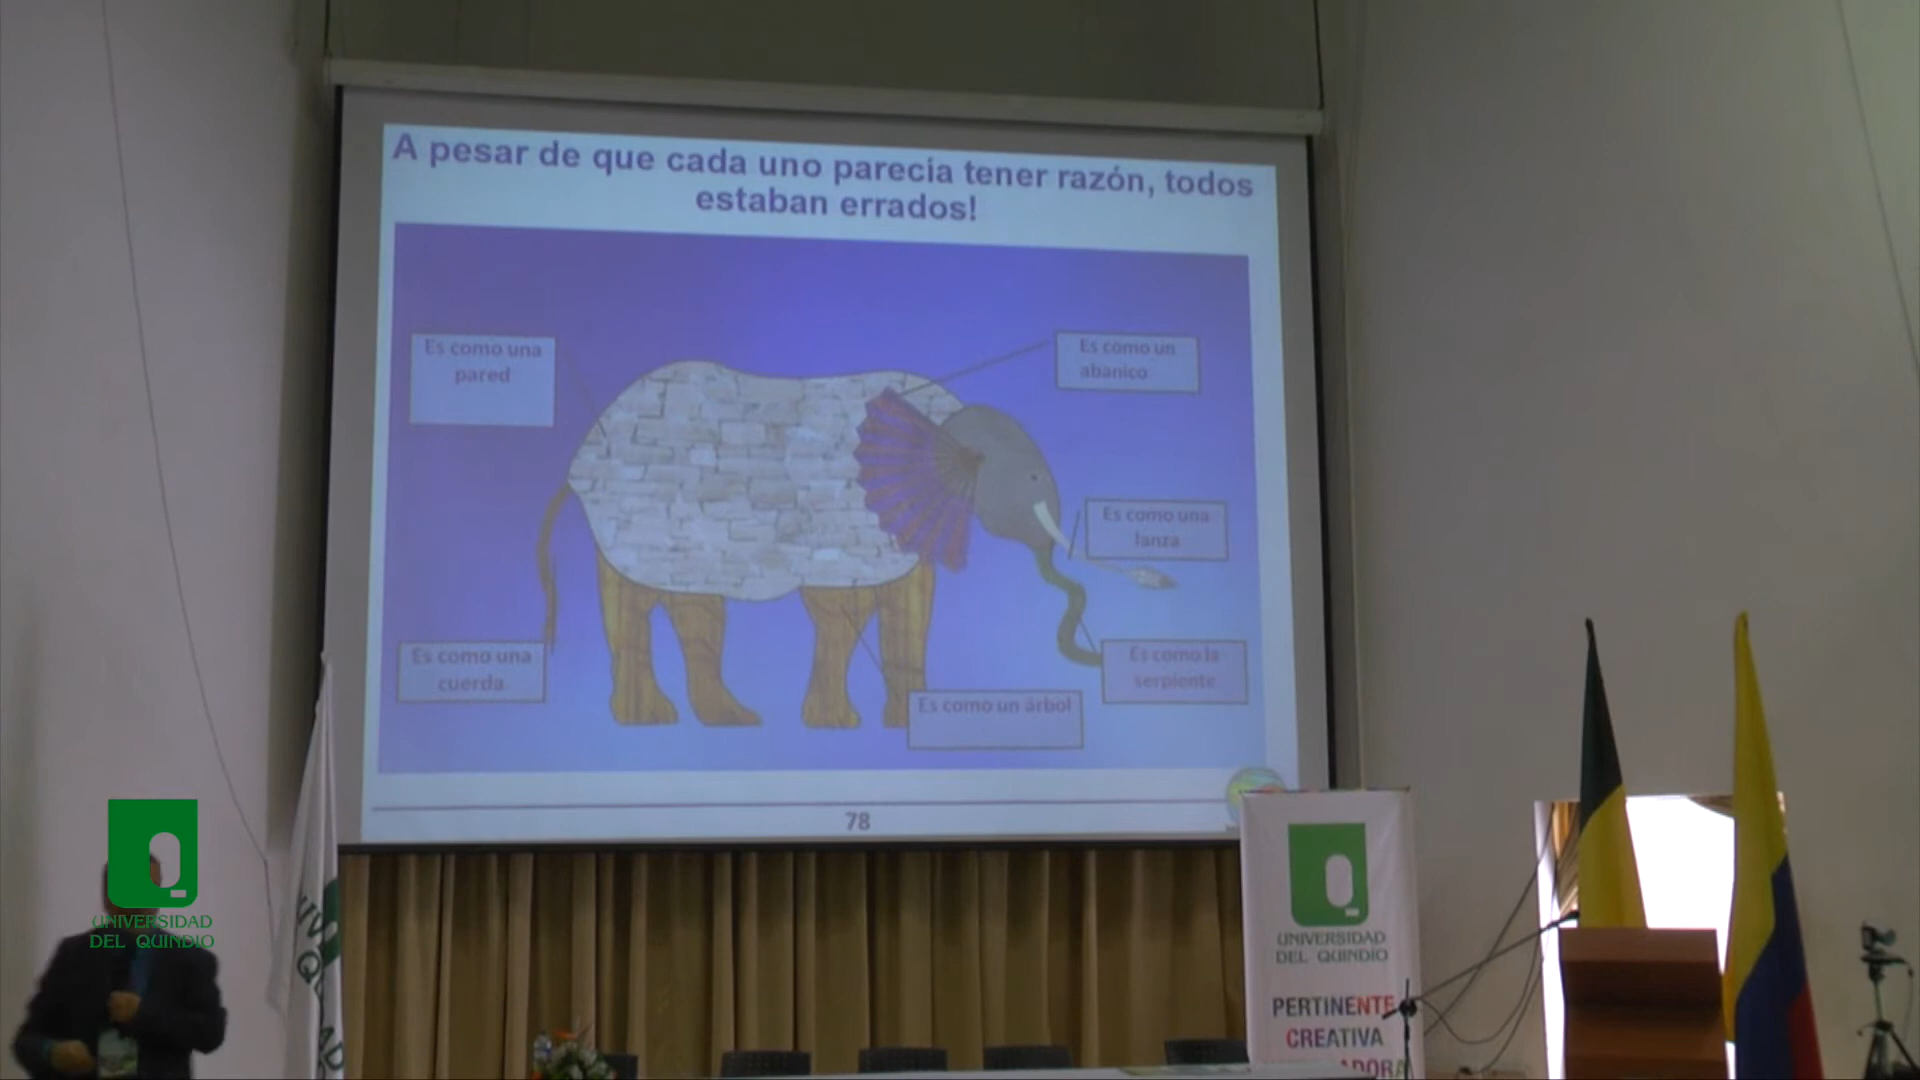 A pesar de que cada uno parecía tener razón, todos
estaban errados!
Es como una
pared
Es como un
abanico
Es como una
lanza
Es como una
cuerda
Es como la
serpiente
Es como un árbol
78
UNIVERSIDAD
DEL QUINDIO
UNIVERSIDAD
DEL QUINDIO
PERTINENTE
CREATIVA